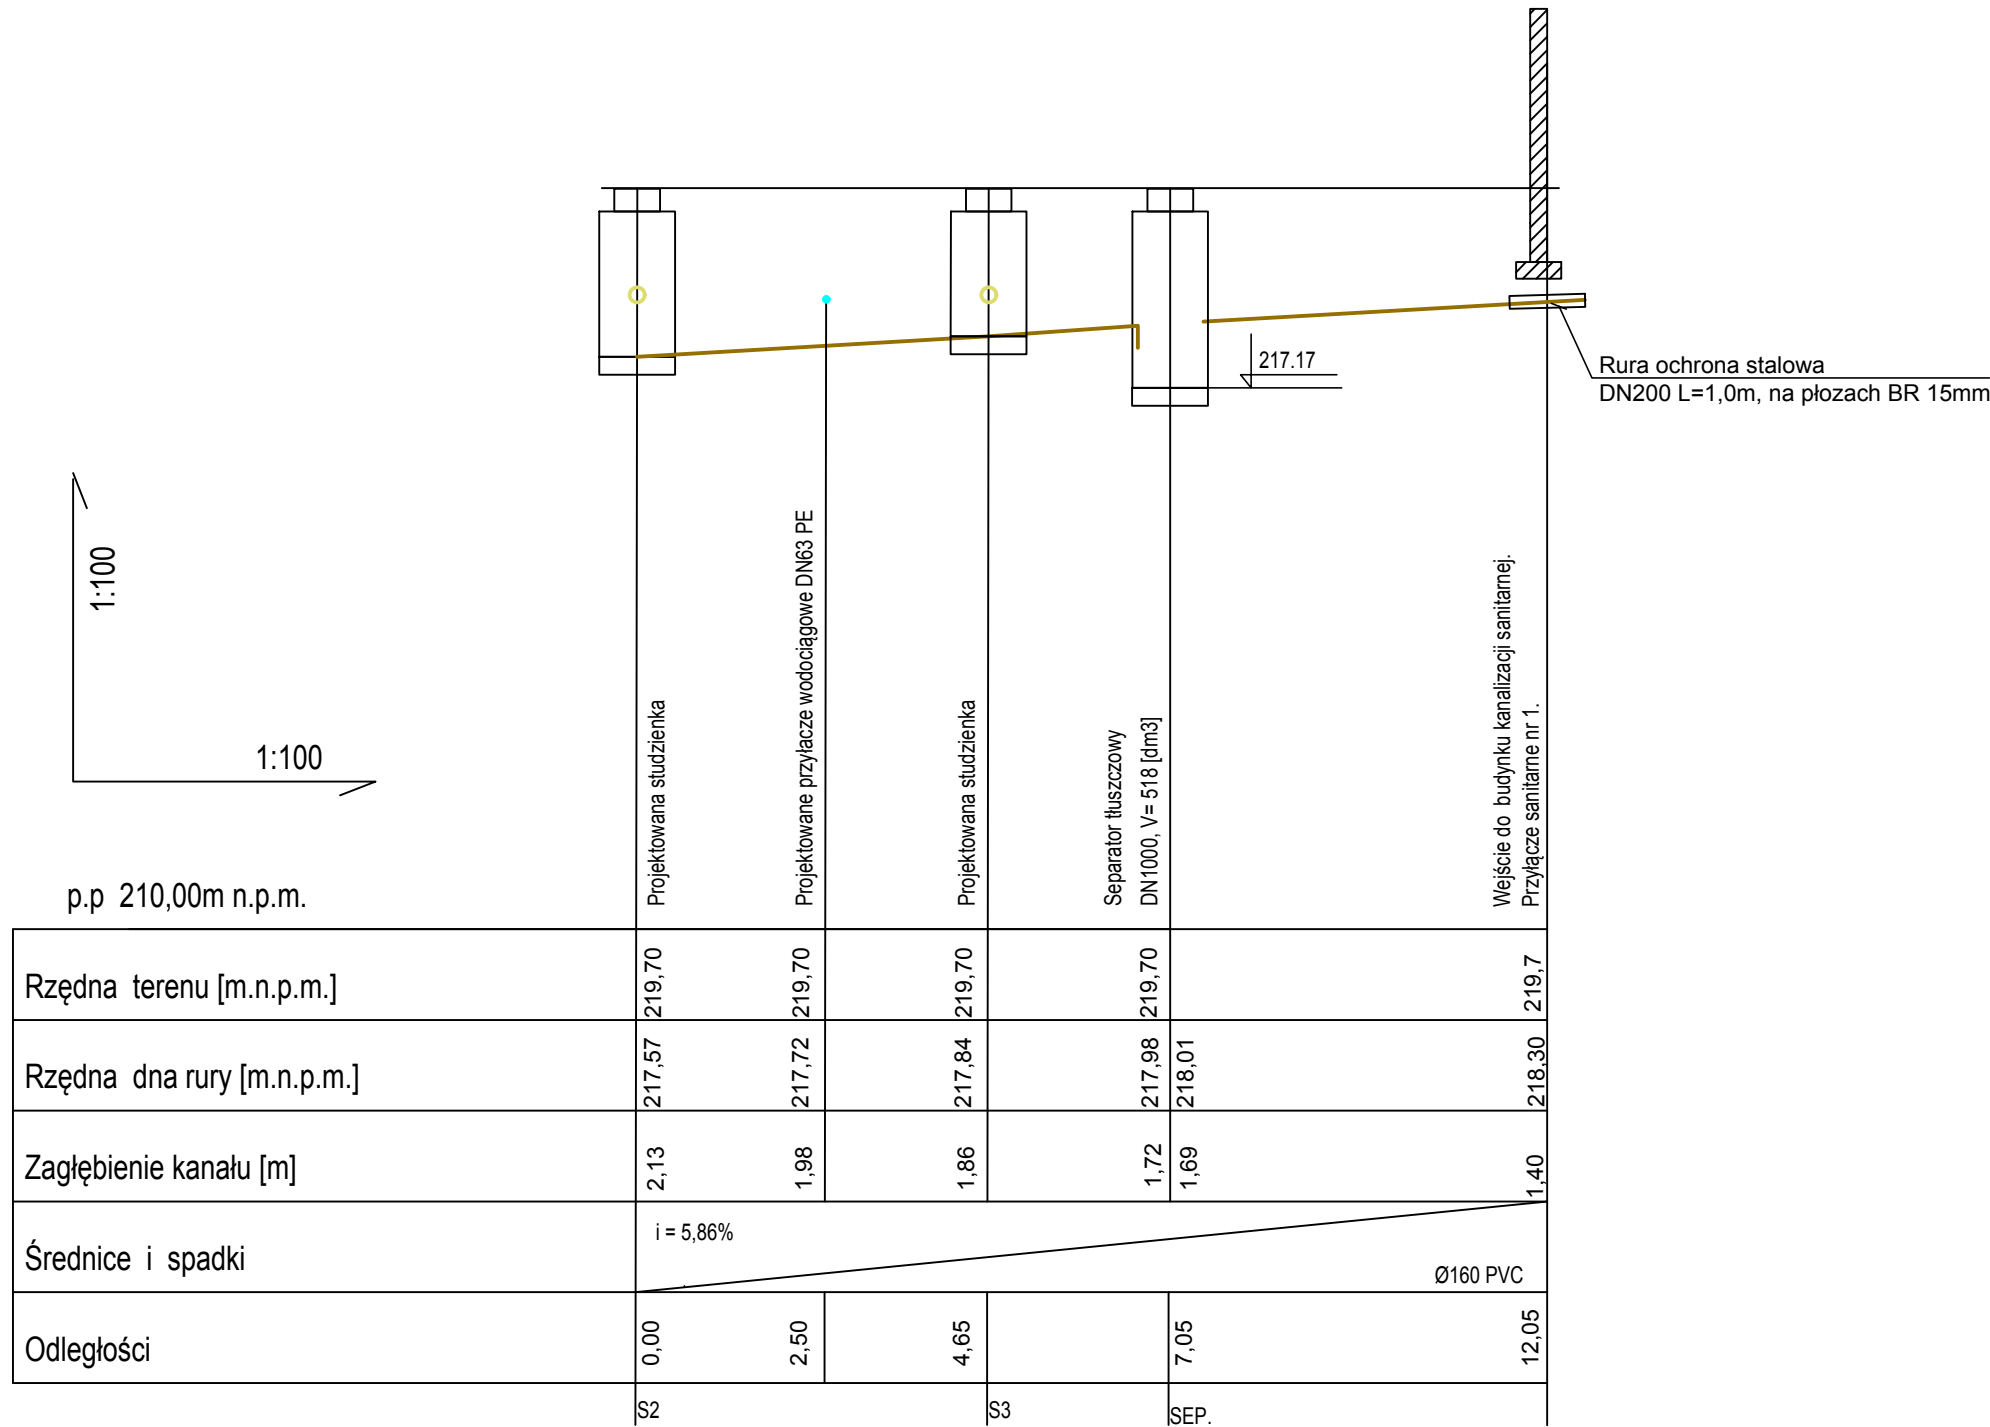 217.17
Rura ochrona stalowa
DN200 L=1,0m, na płozach BR 15mm
1:100
1:100
Projektowana studzienka
Projektowane przyłacze wodociągowe DN63 PE
Projektowana studzienka
Separator tłuszczowy
DN1000, V= 518 [dm3]
Wejście do budynku kanalizacji sanitarnej.
Przyłącze sanitarne nr 1.
p.p 210,00m n.p.m.
Rzędna terenu [m.n.p.m.] 219,70 219,70 219,70 219,70 219,7
Rzędna dna rury [m.n.p.m.] 217,57 217,72 217,84 217,98 218,01 218,30
Zagłębienie kanału [m] 2,13 1,98 1,86 1,72 1,69 1,40
i = 5,86%
Średnice i spadki
Ø160 PVC
Odległości 0,00 2,50 4,65 7,05 12,05
S2 S3 SEP.